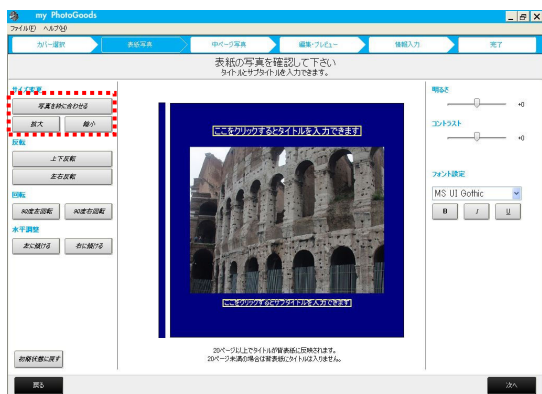 my PhotoGoods
ファイル(F) ヘルプ(H)
カバー選択 表紙写真 中ページ写真 編集・プレビュー 情報入力 完了
表紙の写真を確認して下さい
タイトルとサブタイトルを入力できます。
サイズ変更
写真を枠に合わせる
拡大 縮小
反転
上下反転
左右反転
回転
90度左回転 90度右回転
水平調整
左に傾ける 右に傾ける
初期状態に戻す
ここをクリックするとタイトルを入力できます
ここをクリックするとサブタイトルを入力できます
20ページ以上でタイトルが背表紙に反映されます。
20ページ未満の場合は背表紙にタイトルは入りません。
明るさ
+0
コントラスト
+0
フォント設定
MS UI Gothic
B I U
戻る 次へ